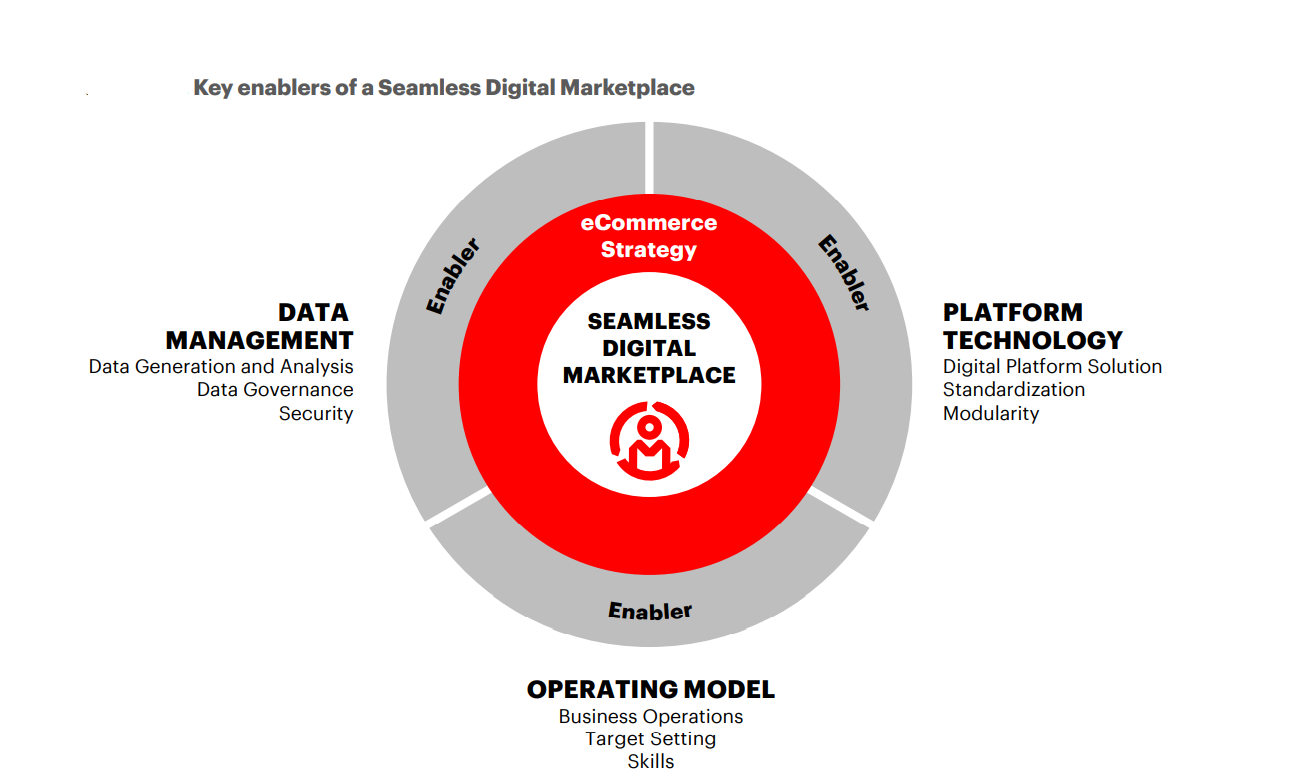 Key enablers of a Seamless Digital Marketplace
eCommerce
Strategy
Enabler
Enabler
SEAMLESS
DIGITAL
MARKETPLACE
DATA
MANAGEMENT
Data Generation and Analysis
Data Governance
Security
PLATFORM
TECHNOLOGY
Digital Platform Solution
Standardization
Modularity
Enabler
OPERATING MODEL
Business Operations
Target Setting
Skills